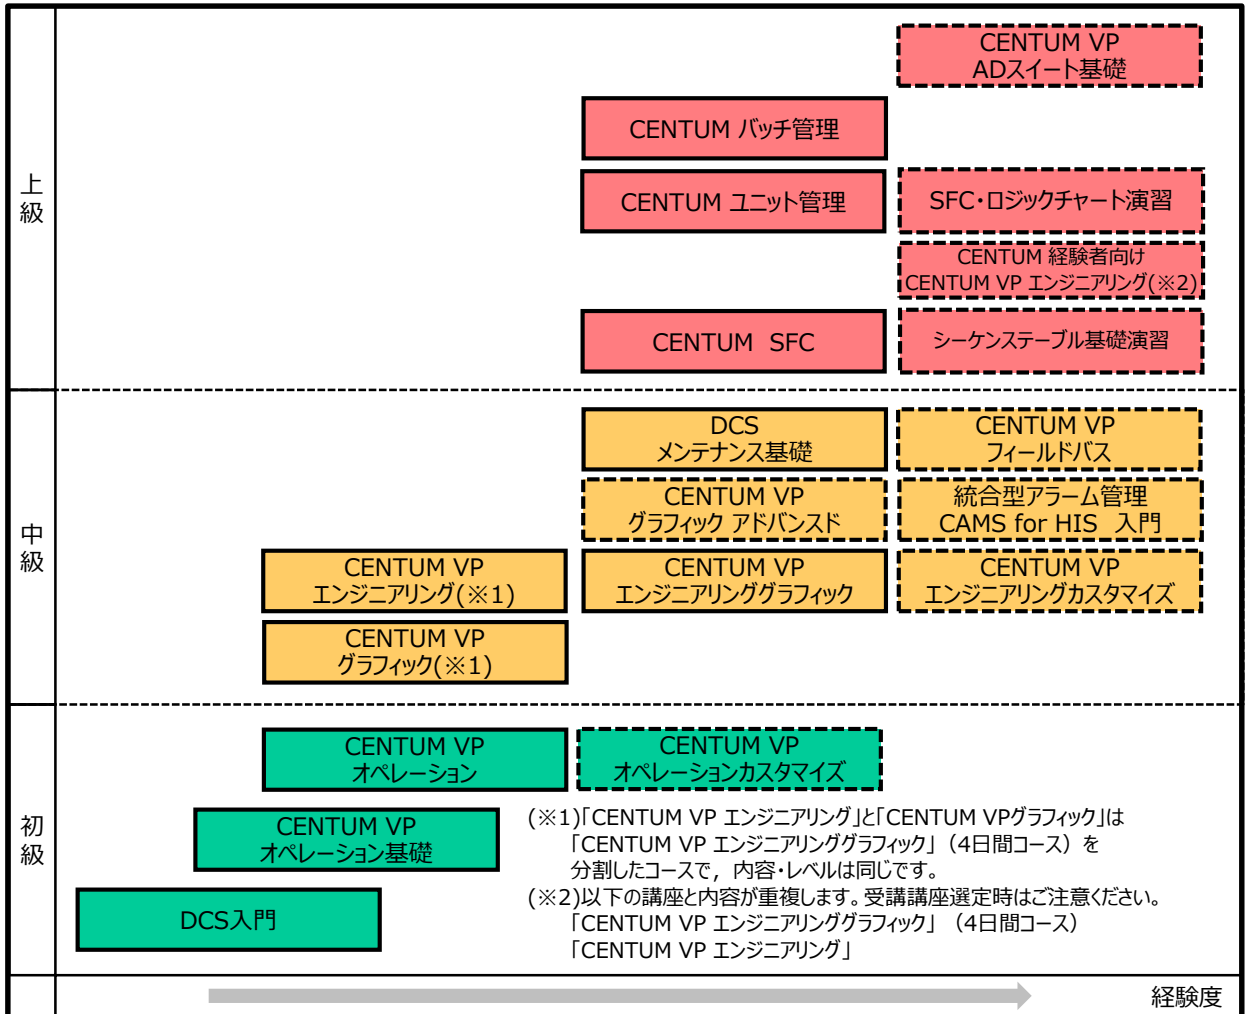 上
級
CENTUM VP
ADスイート基礎
CENTUM バッチ管理
CENTUM ユニット管理
SFC・ロジックチャート演習
CENTUM 経験者向け
CENTUM VP エンジニアリング(※2)
CENTUM SFC
シーケンステーブル基礎演習
中
級
DCS
メンテナンス基礎
CENTUM VP
フィールドバス
CENTUM VP
グラフィック アドバンスド
統合型アラーム管理
CAMS for HIS 入門
CENTUM VP
エンジニアリング(※1)
CENTUM VP
エンジニアリンググラフィック
CENTUM VP
エンジニアリングカスタマイズ
CENTUM VP
グラフィック(※1)
初
級
CENTUM VP
オペレーション
CENTUM VP
オペレーションカスタマイズ
CENTUM VP
オペレーション基礎
DCS入門
(※1)「CENTUM VP エンジニアリング」と「CENTUM VPグラフィック」は
「CENTUM VP エンジニアリンググラフィック」（4日間コース）を
分割したコースで，内容・レベルは同じです。
(※2)以下の講座と内容が重複します。受講講座選定時はご注意ください。
「CENTUM VP エンジニアリンググラフィック」（4日間コース）
「CENTUM VP エンジニアリング」
経験度